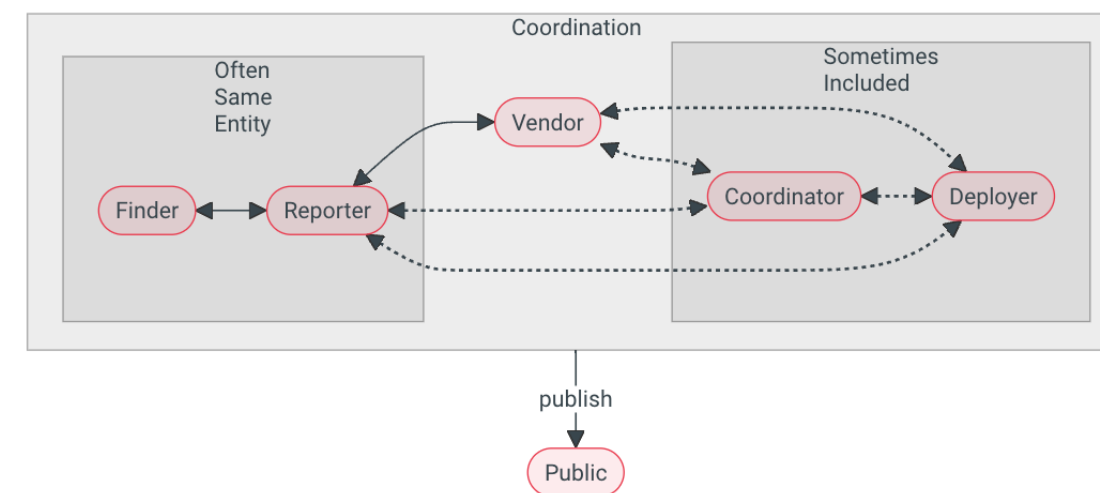 Coordination
Often
Same
Entity
Sometimes
Included
Vendor
Finder
Reporter
Coordinator
Deployer
publish
Public